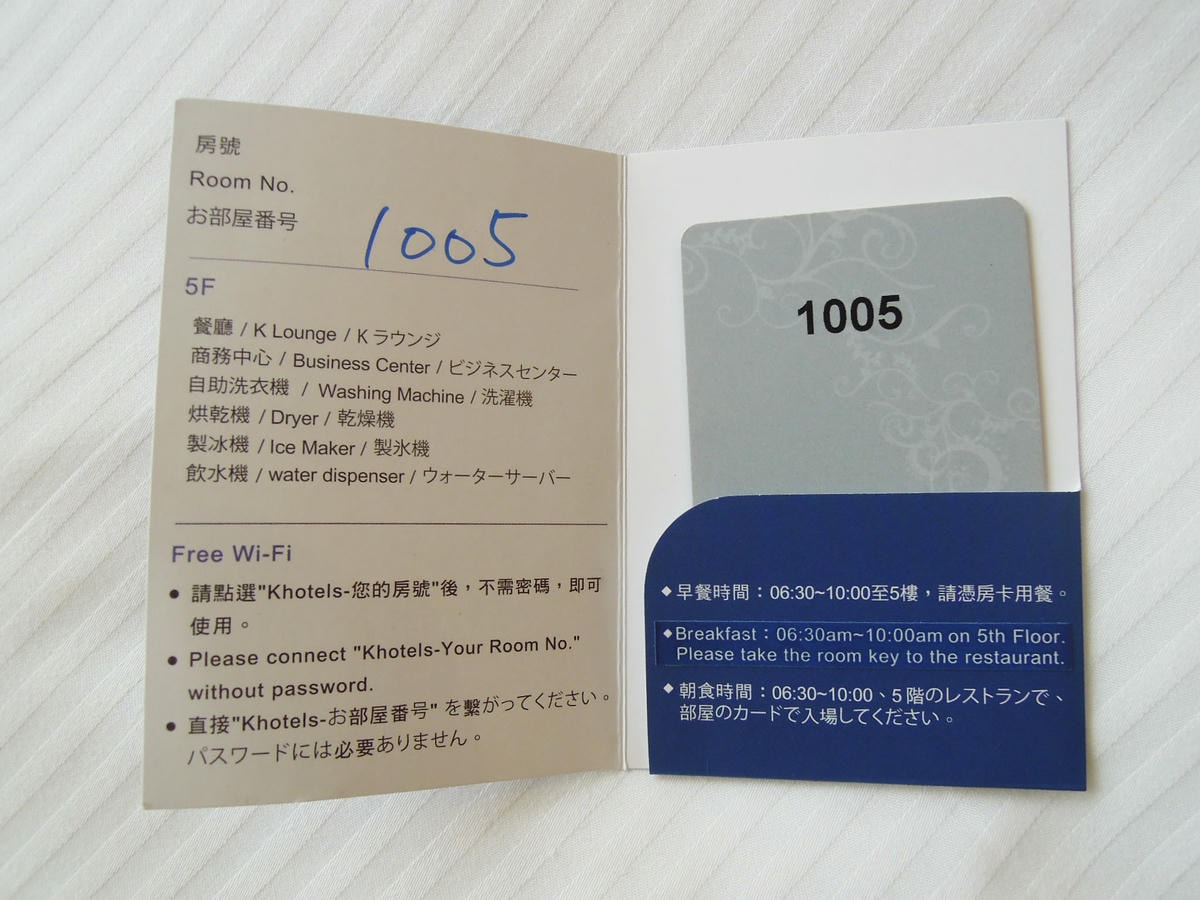 房號
Room No.
お部屋番号
1005
5F
餐廳 / K Lounge / K ラウンジ
商務中心 / Business Center / ビジネスセンター
自助洗衣機 / Washing Machine / 洗濯機
烘乾機 / Dryer / 乾燥機
製冰機 / Ice Maker / 製氷機
飲水機 / water dispenser / ウォーターサーバー
Free Wi-Fi
● 請點選"Khotels-您的房號"後，不需密碼，即可
使用。
● Please connect "Khotels-Your Room No."
without password.
● 直接"Khotels-お部屋番号" を繋がってください。
パスワードには必要ありません。
1005
◆早餐時間：06:30~10:00至5樓，請憑房卡用餐。
◆Breakfast：06:30am~10:00am on 5th Floor.
Please take the room key to the restaurant.
◆朝食時間：06:30~10:00、5階のレストランで、
部屋のカードで入場してください。